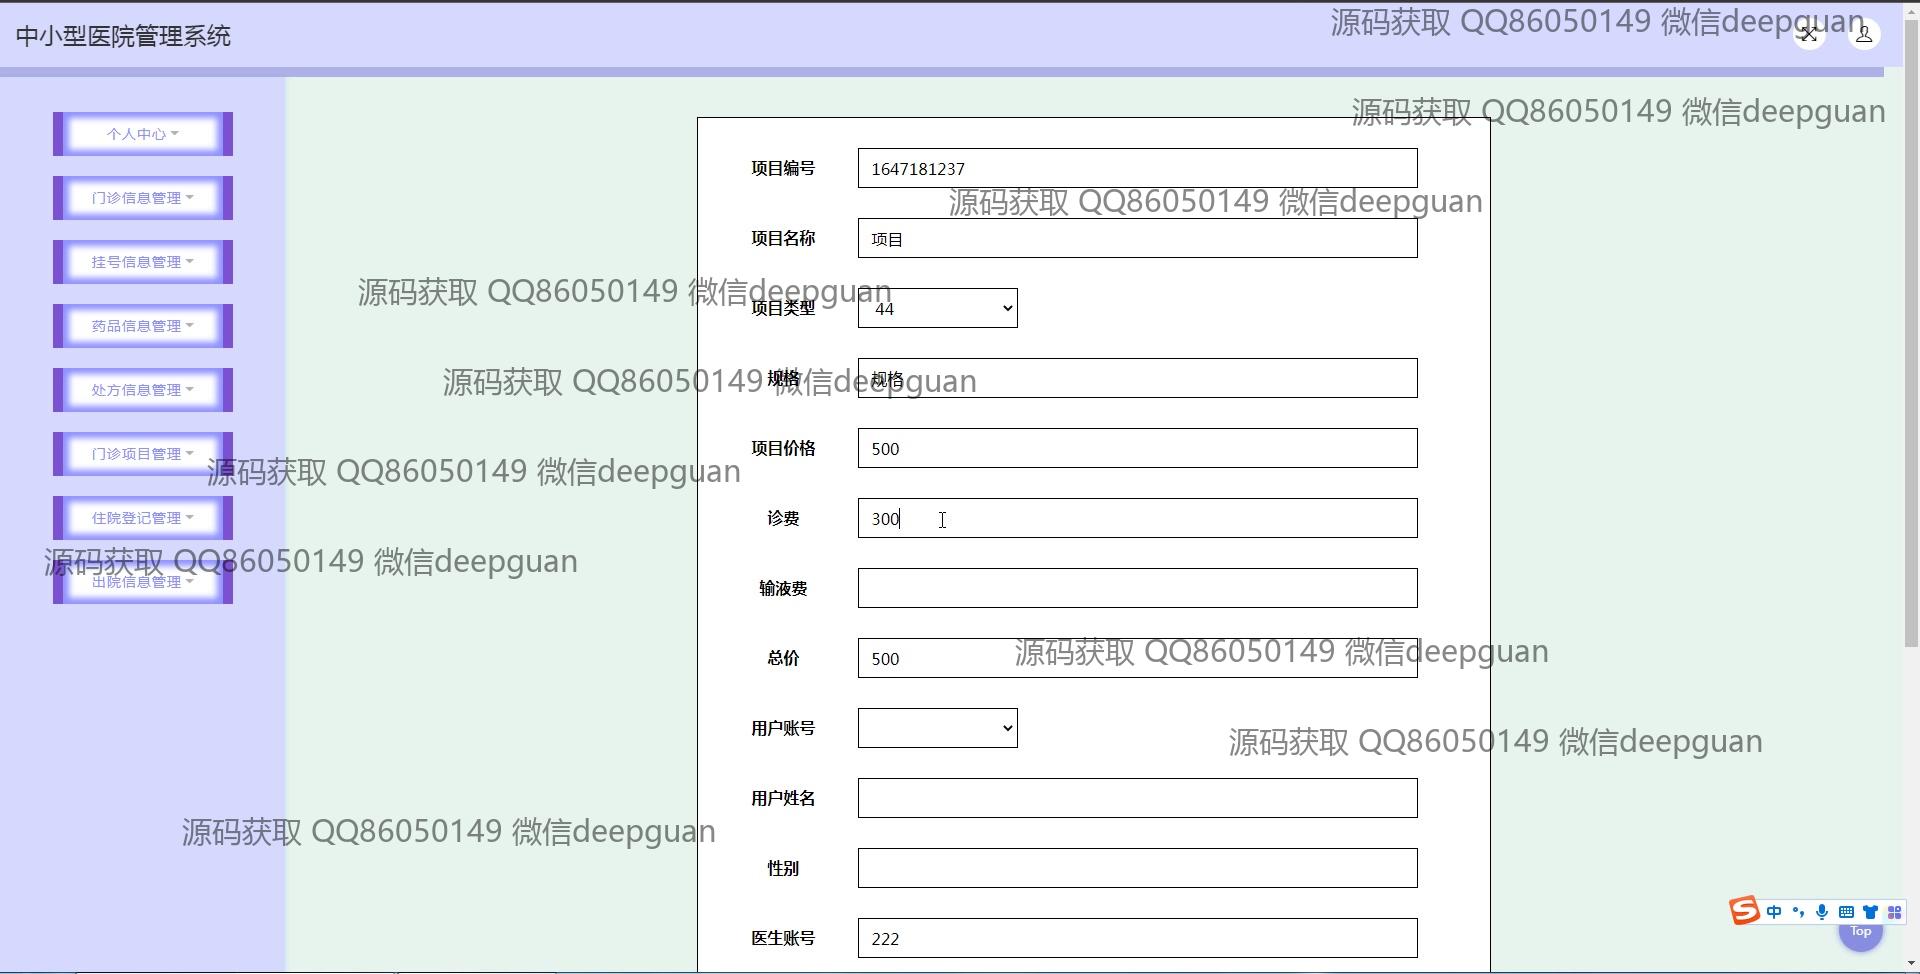 中小型医院管理系统
源码获取 QQ86050149 微信deepguan
源码获取 QQ86050149 微信deepguan
个人中心
门诊信息管理
挂号信息管理
药品信息管理
处方信息管理
门诊项目管理
住院登记管理
出院信息管理
项目编号 1647181237
源码获取 QQ86050149 微信deepguan
项目名称 项目
源码获取 QQ86050149 微信deepguan
项目类型 44
规格 规格
源码获取 QQ86050149 微信deepguan
项目价格 500
源码获取 QQ86050149 微信deepguan
诊费 300
源码获取 QQ86050149 微信deepguan
输液费
总价 500
源码获取 QQ86050149 微信deepguan
用户账号
源码获取 QQ86050149 微信deepguan
用户姓名
源码获取 QQ86050149 微信deepguan
性别
医生账号 222
中
Top